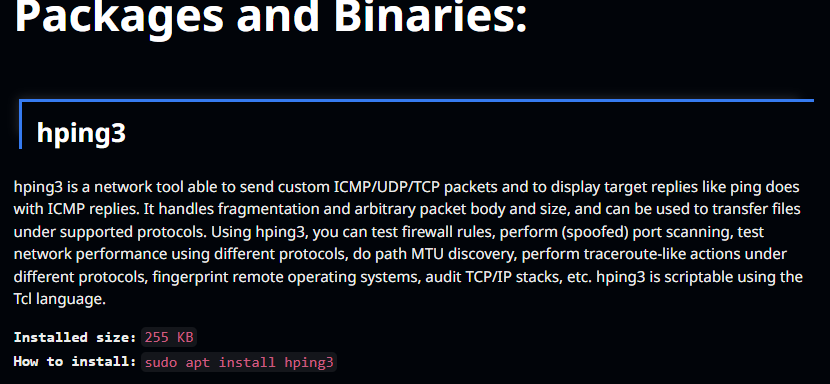 Packages and Binaries:
hping3
hping3 is a network tool able to send custom ICMP/UDP/TCP packets and to display target replies like ping does
with ICMP replies. It handles fragmentation and arbitrary packet body and size, and can be used to transfer files
under supported protocols. Using hping3, you can test firewall rules, perform (spoofed) port scanning, test
network performance using different protocols, do path MTU discovery, perform traceroute-like actions under
different protocols, fingerprint remote operating systems, audit TCP/IP stacks, etc. hping3 is scriptable using the
Tcl language.
Installed size: 255 KB
How to install: sudo apt install hping3